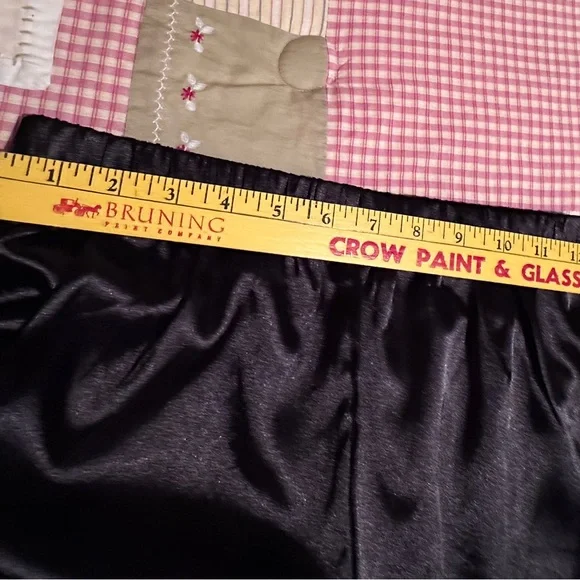 1 2 3 4 5 6 7 8 9 10 11
BRUNING
PAINT COMPANY
CROW PAINT & GLASS